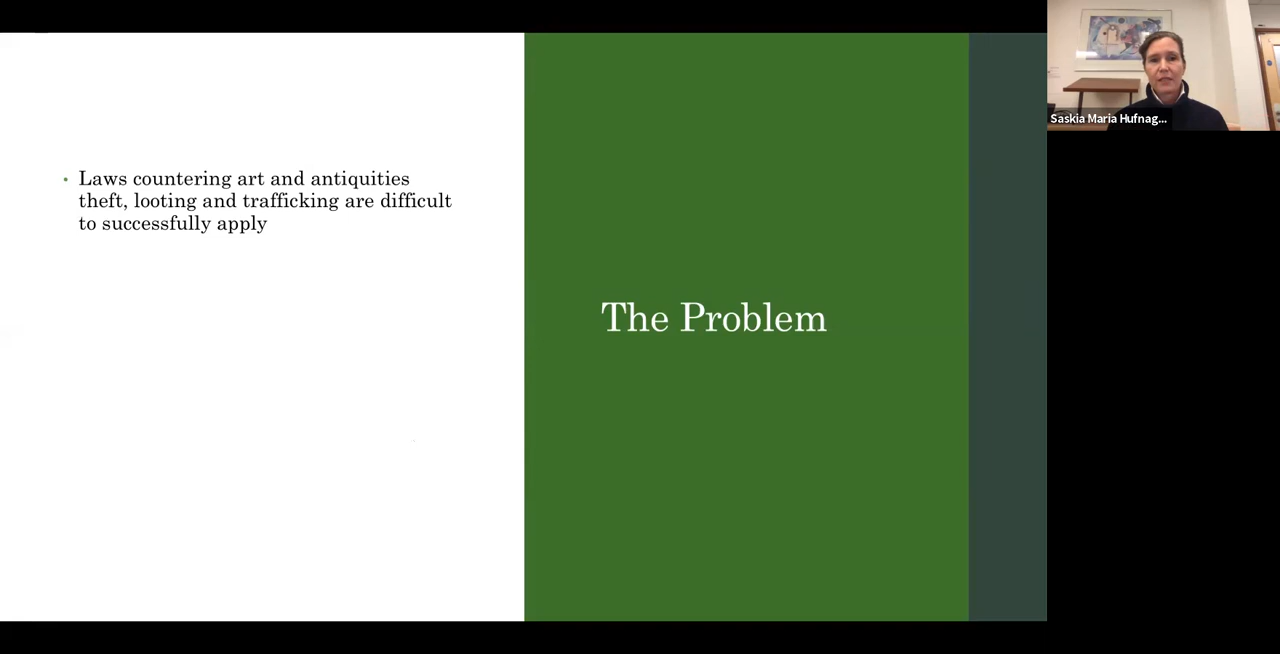 • Laws countering art and antiquities
theft, looting and trafficking are difficult
to successfully apply
The Problem
Saskia Maria Hufnag...